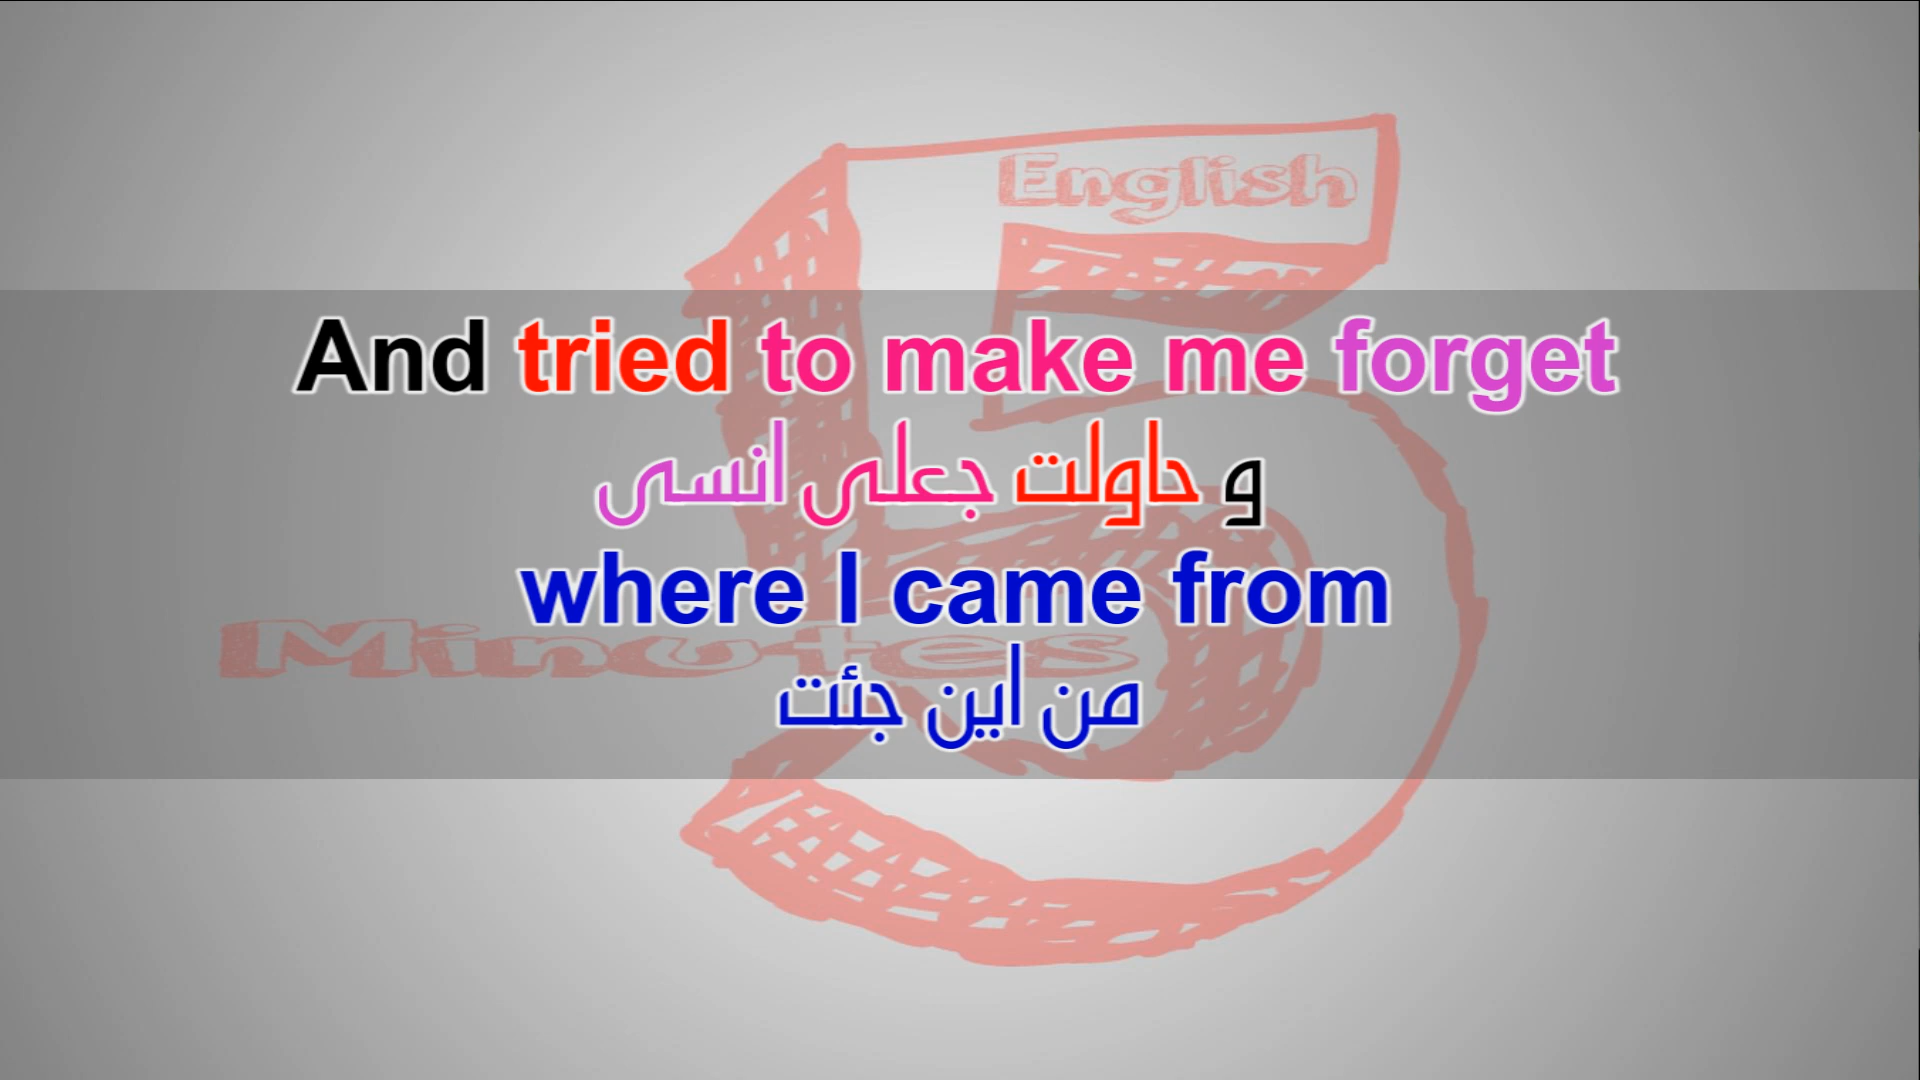 English
And tried to make me forget
و حاولت جعلى انسى
where I came from
Minutes
من اين جئت